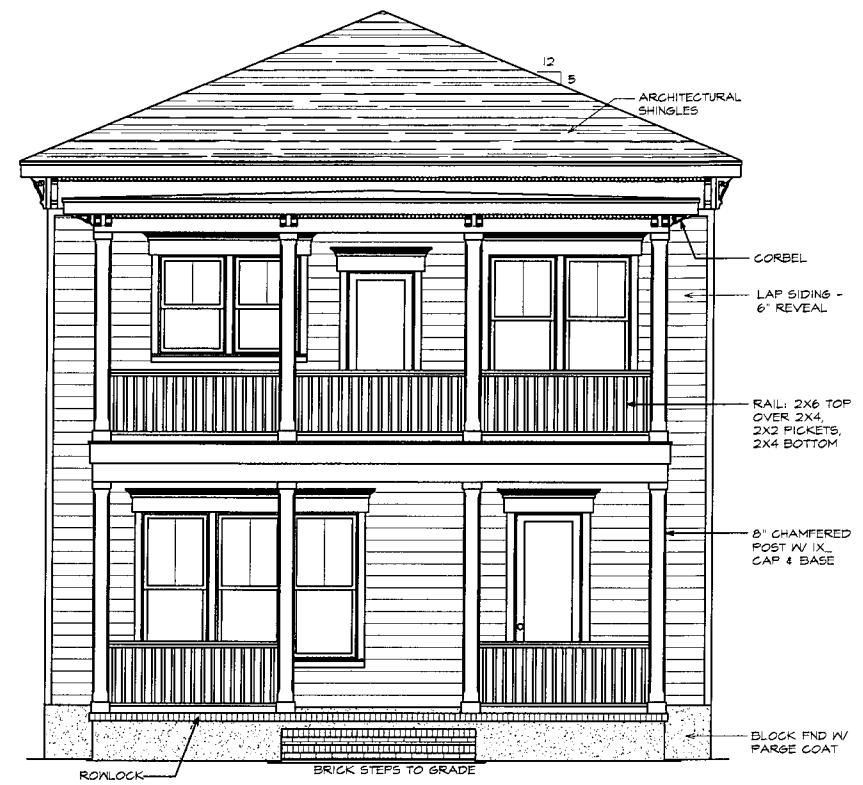 12
5
ARCHITECTURAL
SHINGLES
CORBEL
LAP SIDING -
6" REVEAL
RAIL: 2X6 TOP
OVER 2X4,
2X2 PICKETS,
2X4 BOTTOM
8" CHAMFERED
POST W/ 1X_
CAP & BASE
BLOCK FND W/
PARGE COAT
ROWLOCK
BRICK STEPS TO GRADE